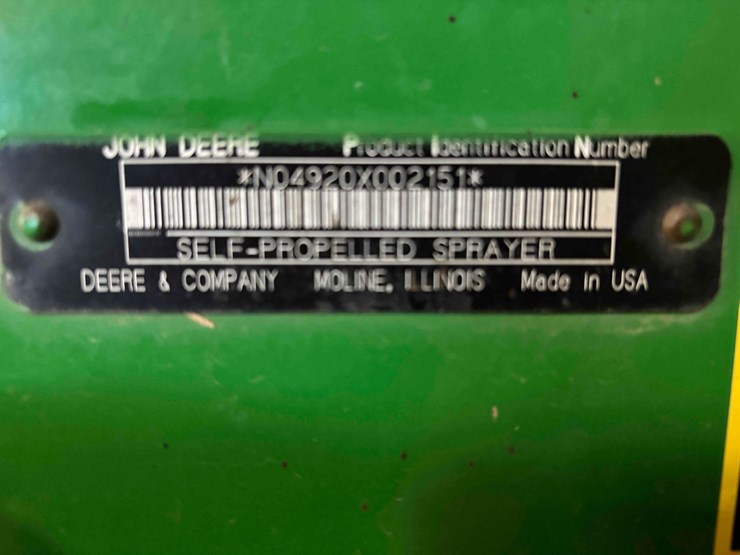 JOHN DEERE Product Identification Number
*N04920X002151*
SELF-PROPELLED SPRAYER
DEERE & COMPANY MOLINE, ILLINOIS Made in USA